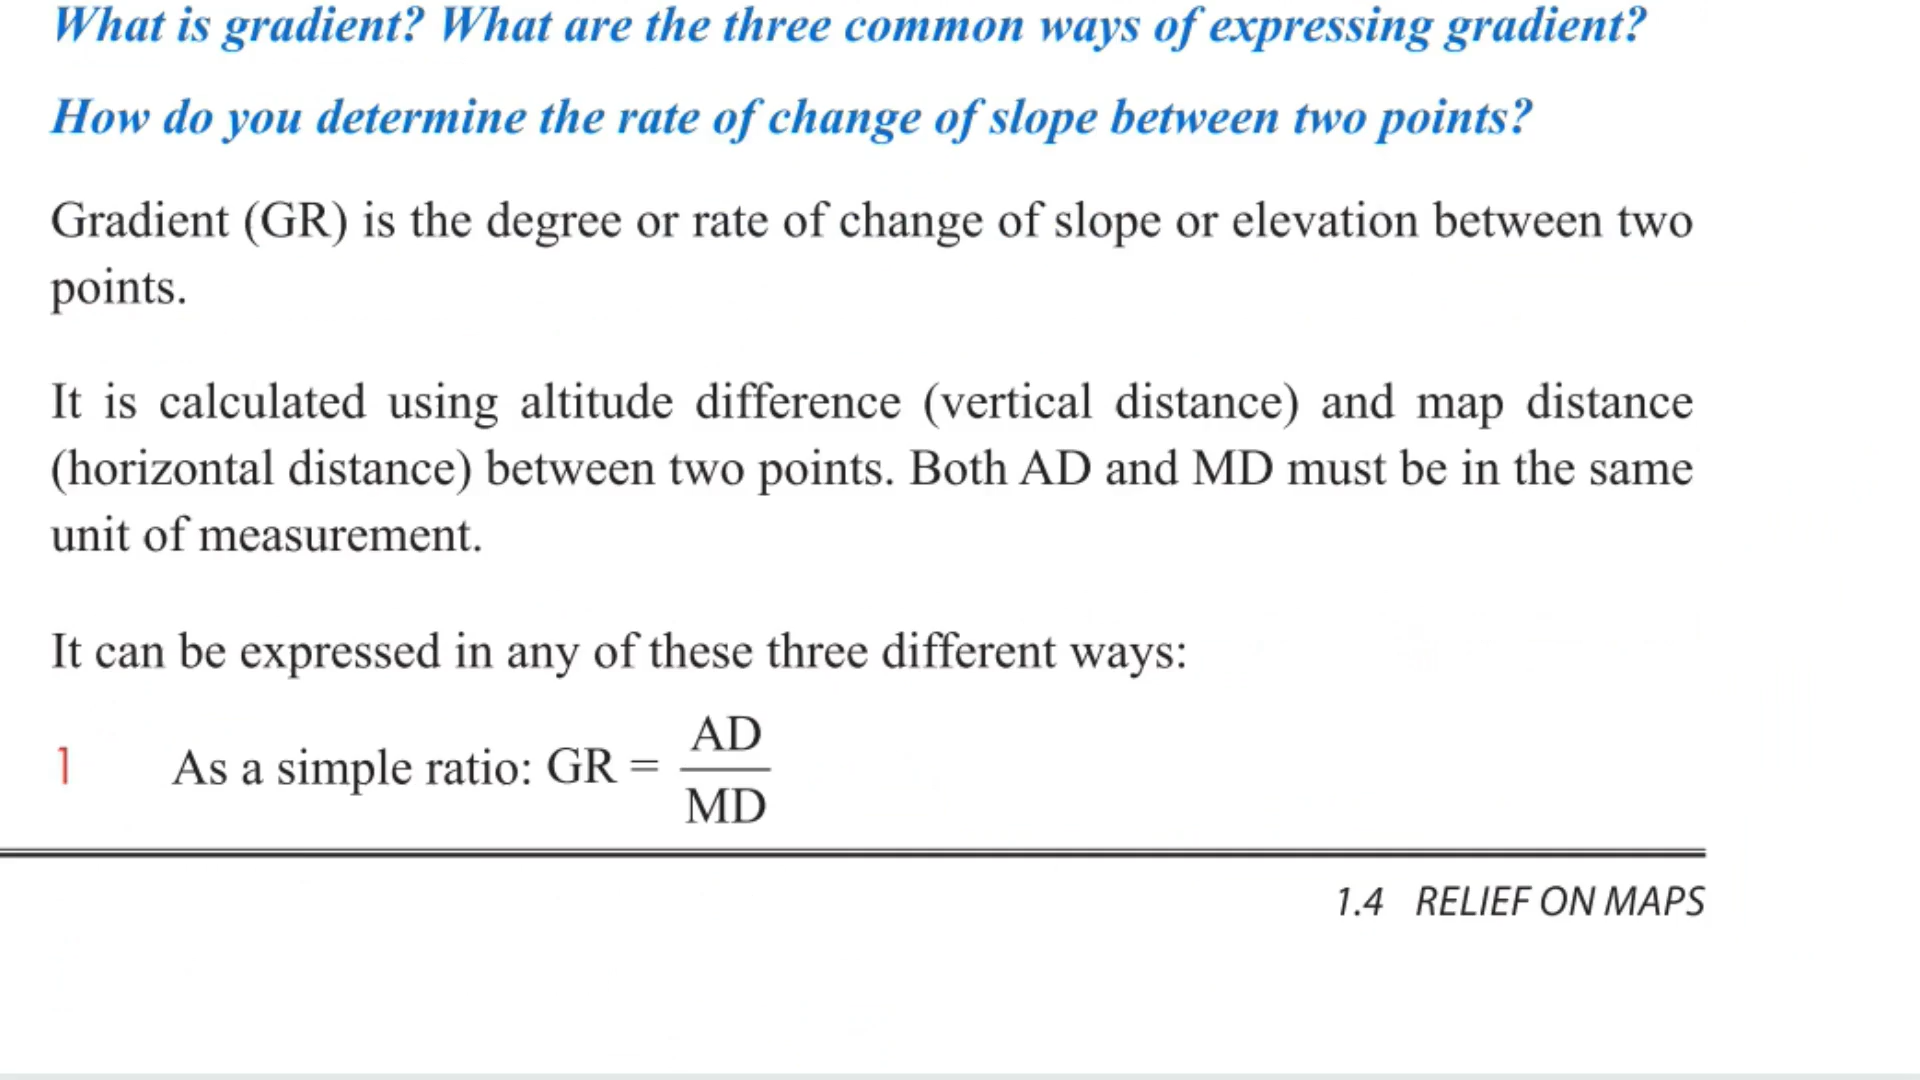 What is gradient? What are the three common ways of expressing gradient?
How do you determine the rate of change of slope between two points?
Gradient (GR) is the degree or rate of change of slope or elevation between two
points.
It is calculated using altitude difference (vertical distance) and map distance
(horizontal distance) between two points. Both AD and MD must be in the same
unit of measurement.
It can be expressed in any of these three different ways:
1 As a simple ratio: GR = AD
MD
1.4 RELIEF ON MAPS